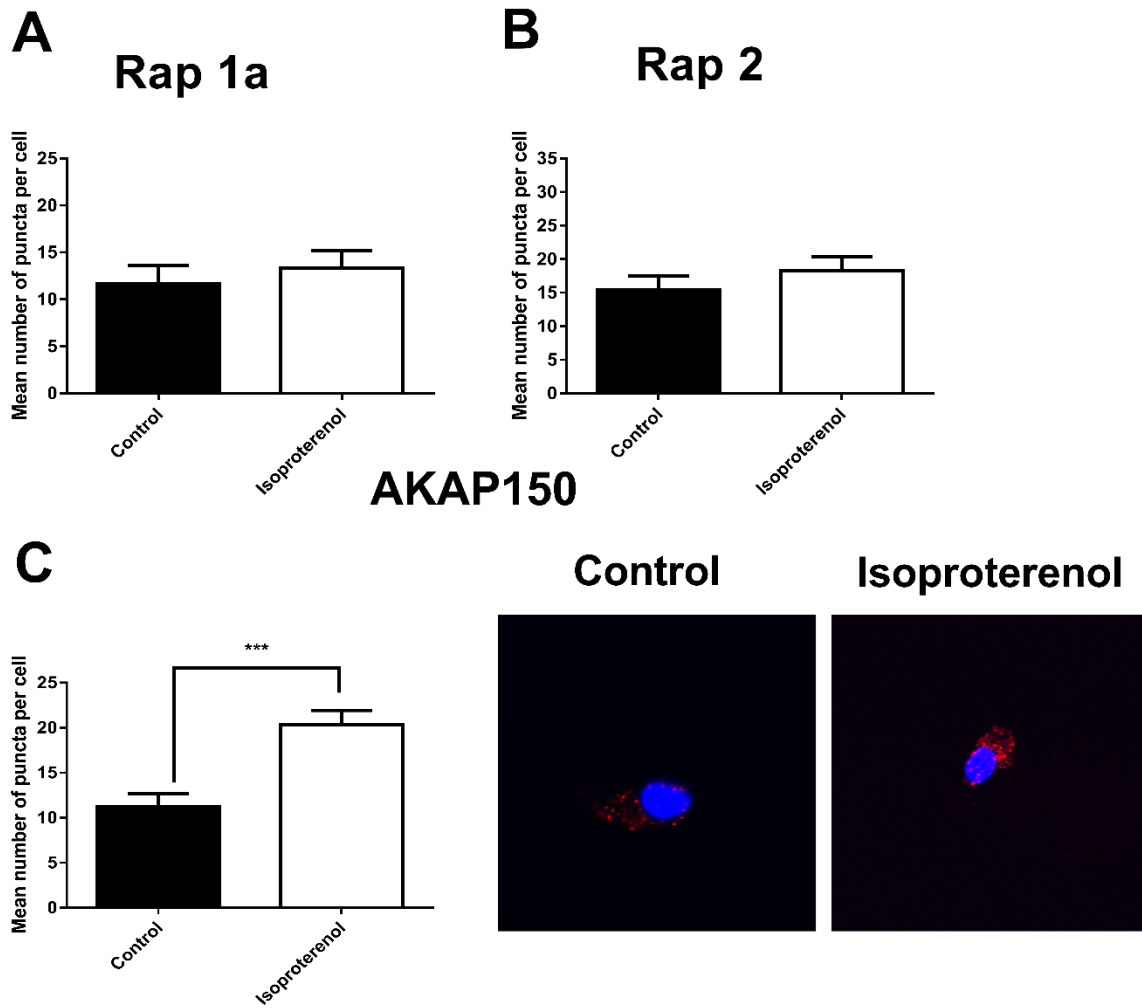 A
Rap 1a
Mean number of puncta per cell
25
20
15
10
5
0
Control
Isoproterenol
B
Rap 2
Mean number of puncta per cell
35
30
25
20
15
10
5
0
Control
Isoproterenol
AKAP150
C
Mean number of puncta per cell
25
20
15
10
5
0
***
Control
Isoproterenol
Control
Isoproterenol